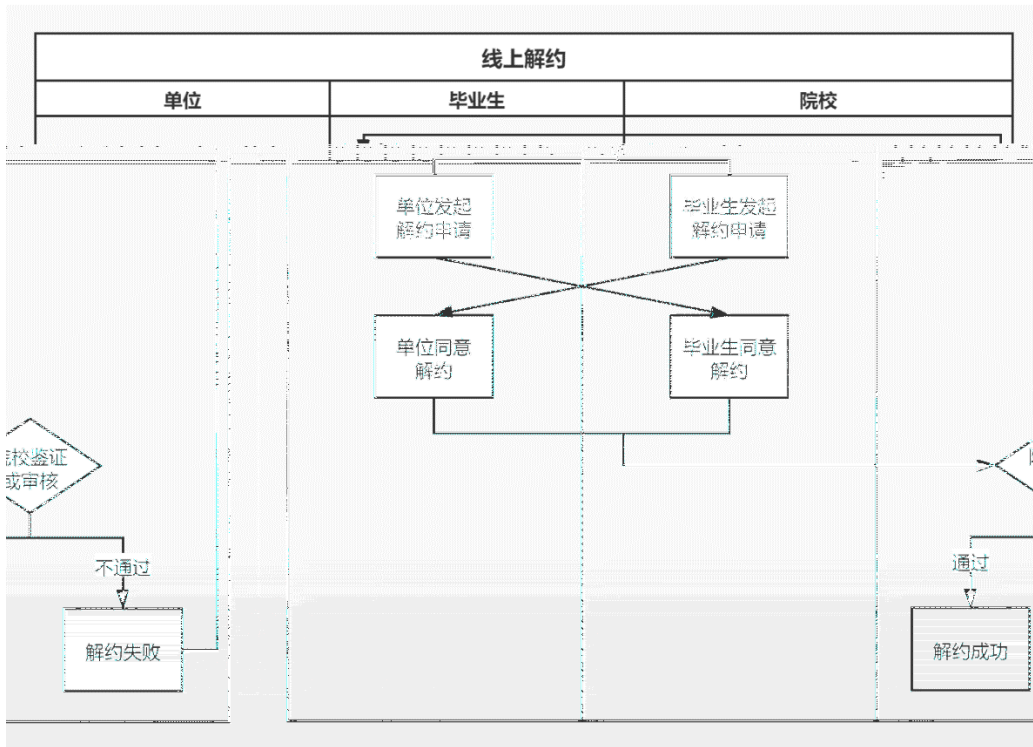 线上解约
单位
毕业生
院校
单位发起
解约申请
毕业生发起
解约申请
单位同意
解约
毕业生同意
解约
校鉴证
或审核
不通过
通过
解约失败
解约成功